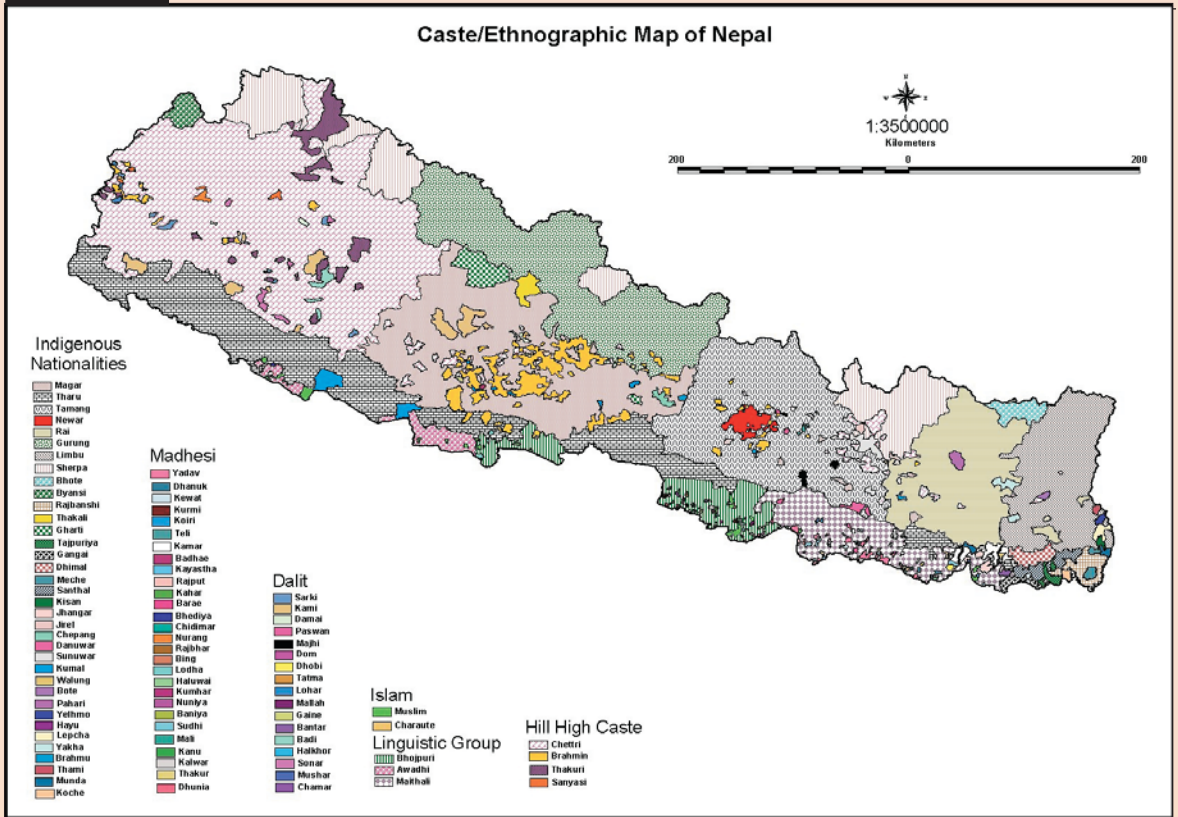 Caste/Ethnographic Map of Nepal
N
W E
S
1:3500000
Kilometers
200 0 200
Indigenous
Nationalities
Magar
Tharu
Tamang
Newar
Rai
Gurung
Limbu
Sherpa
Bhote
Byansi
Rajbanshi
Thakali
Gharti
Tajpuriya
Gangai
Dhimal
Meche
Santhal
Kisan
Jhangar
Jirel
Chepang
Danuwar
Sunuwar
Kumal
Walung
Bote
Pahari
Yelhmo
Hayu
Lepcha
Yakha
Brahmu
Thami
Munda
Koche
Madhesi
Yadav
Dhanuk
Kewat
Kurmi
Koiri
Teli
Kamar
Badhae
Kayastha
Rajput
Kahar
Barae
Bhediya
Chidimar
Nurang
Rajbhar
Bing
Lodha
Haluwai
Kumhar
Nuniya
Baniya
Sudhi
Mali
Kanu
Kalwar
Thakur
Dhunia
Dalit
Sarki
Kami
Damai
Paswan
Majhi
Dom
Dhobi
Tatma
Lohar
Mallah
Gaine
Bantar
Badi
Halkhor
Sonar
Mushar
Chamar
Islam
Muslim
Charaute
Linguistic Group
Bhojpuri
Awadhi
Maithali
Hill High Caste
Chettri
Brahmin
Thakuri
Sanyasi